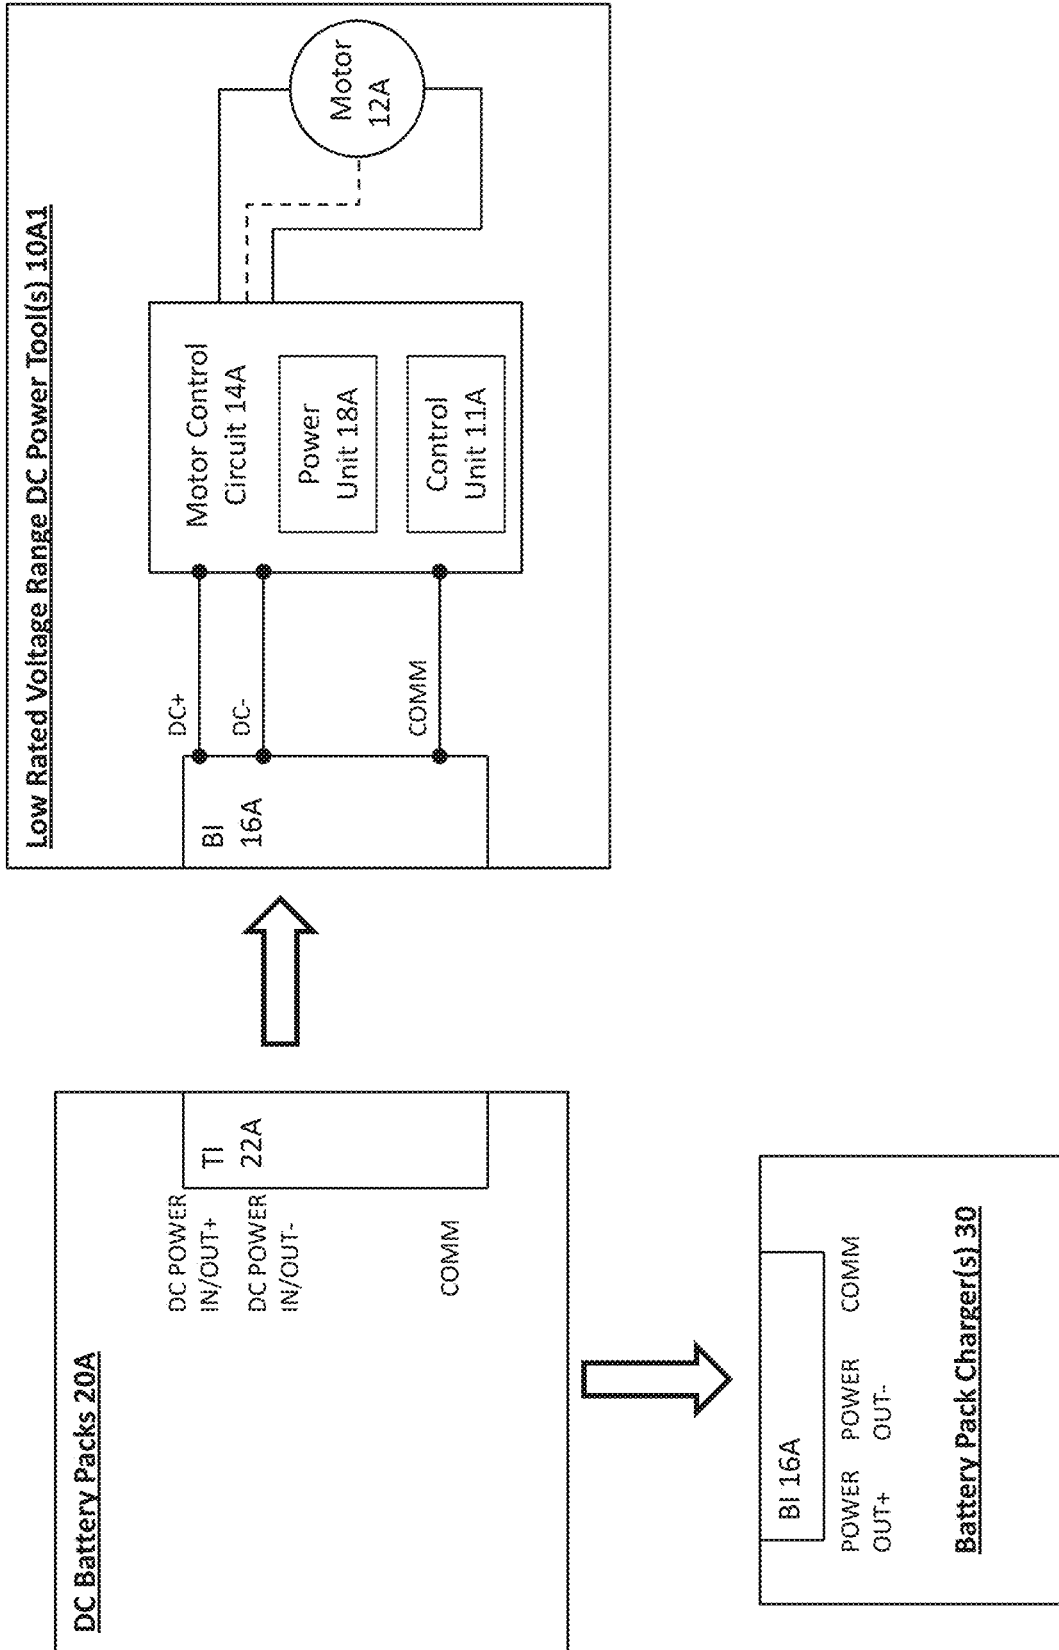 DC Battery Packs 20A
DC POWER
IN/OUT+
DC POWER
IN/OUT-
COMM
TI
22A
Low Rated Voltage Range DC Power Tool(s) 10A1
BI
16A
DC+
DC-
COMM
Motor Control
Circuit 14A
Power
Unit 18A
Control
Unit 11A
Motor
12A
BI 16A
POWER
OUT+
POWER
OUT-
COMM
Battery Pack Charger(s) 30